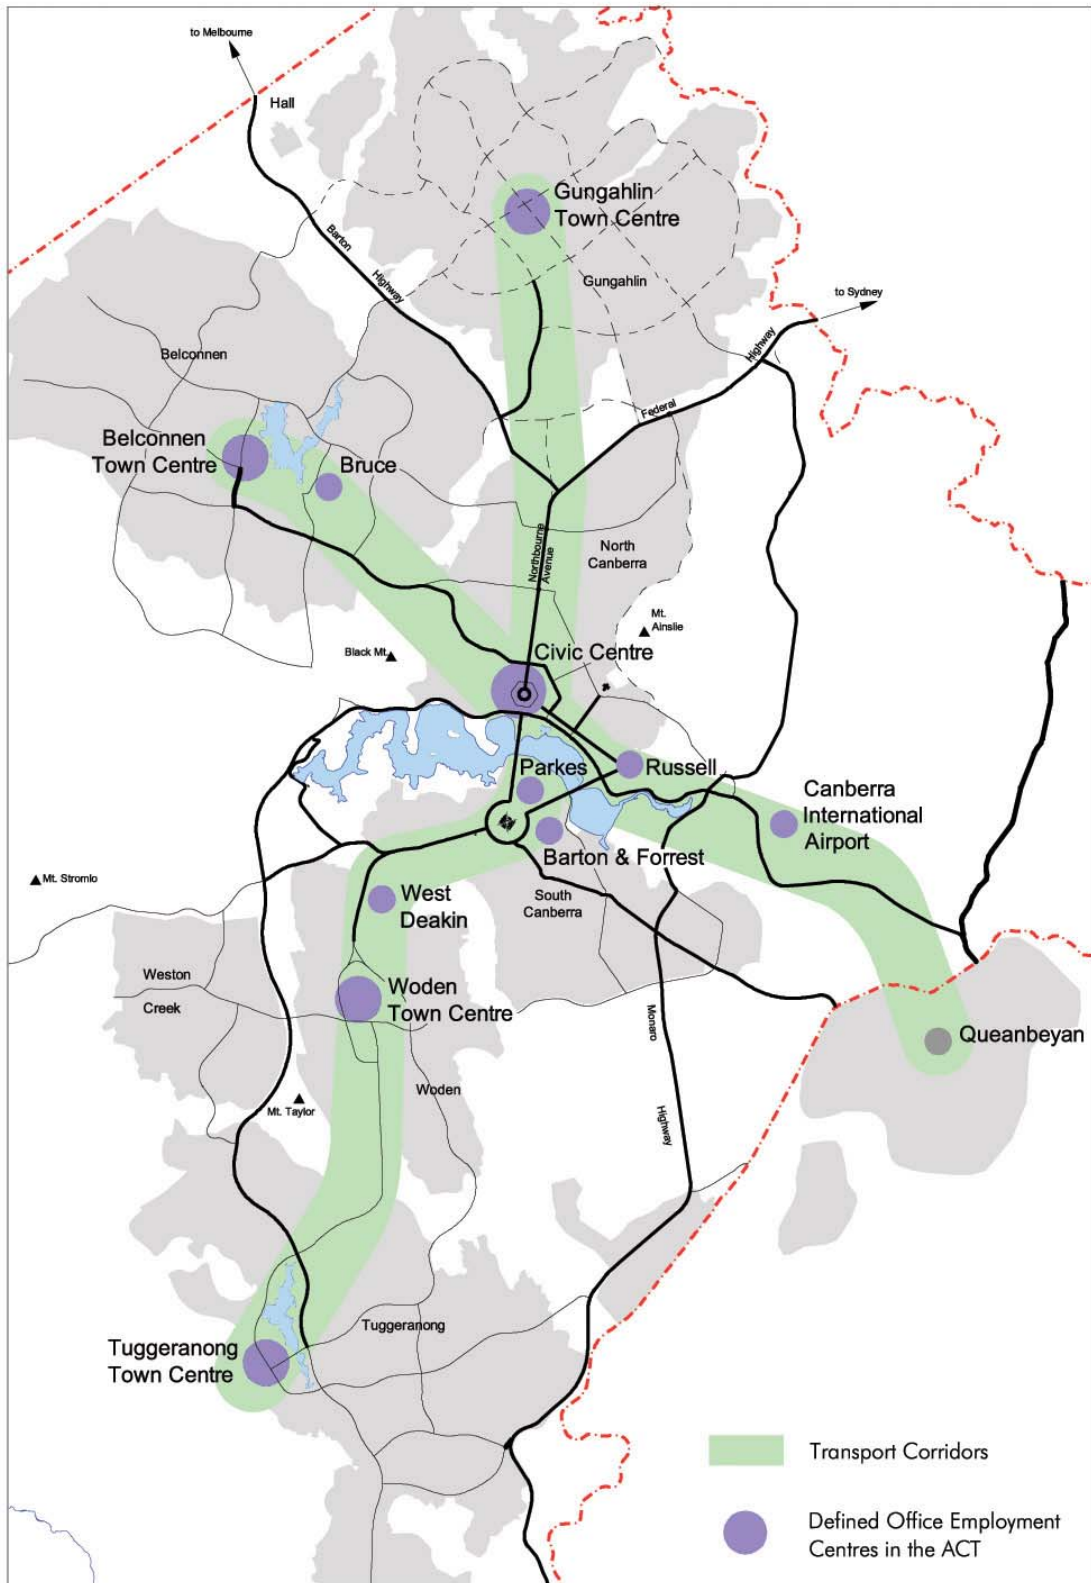 to Melbourne
Hall
Gungahlin
Town Centre
Barton
Highway
Gungahlin
to Sydney
Belconnen
Highway
Federal
Belconnen
Town Centre
Bruce
Northbourne
Avenue
North
Canberra
Mt.
Ainslie
Black Mt.
Civic Centre
Parkes
Russell
Canberra
International
Airport
Barton & Forrest
Mt. Stromlo
West
Deakin
South
Canberra
Weston
Creek
Woden
Town Centre
Monaro
Highway
Queanbeyan
Woden
Mt. Taylor
Tuggeranong
Tuggeranong
Town Centre
Transport Corridors
Defined Office Employment
Centres in the ACT